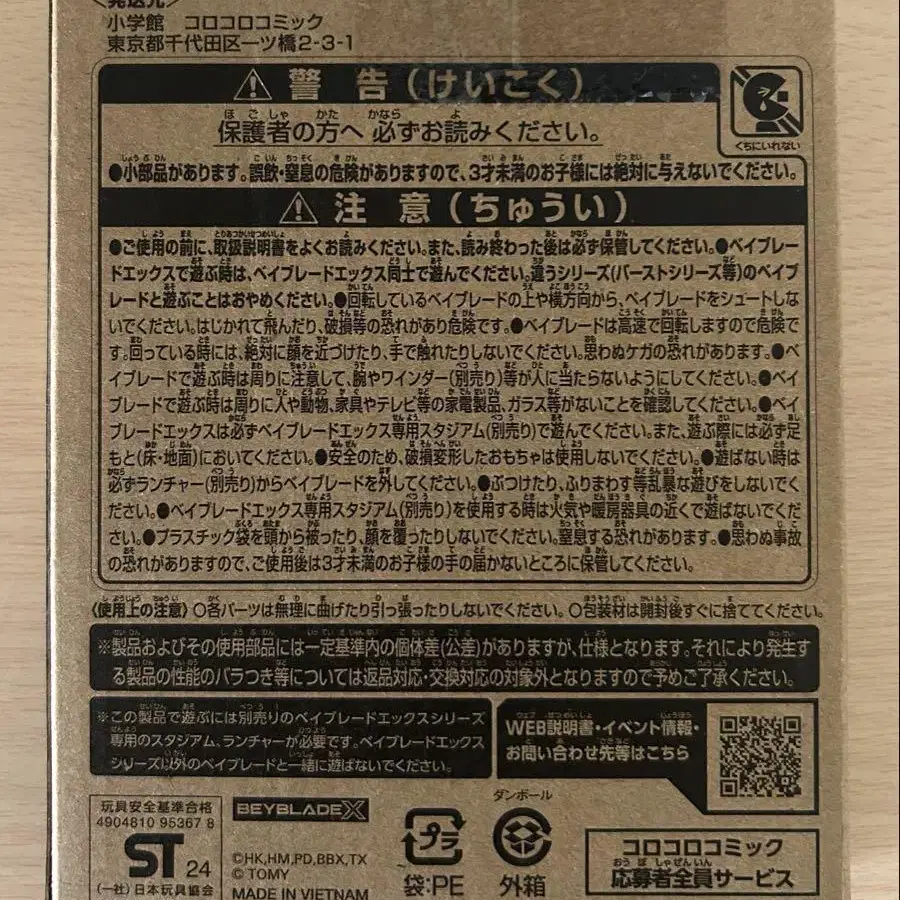 <発送元>
小学館 コロコロコミック
東京都千代田区一ツ橋2-3-1
警告(けいこく)
保護者の方へ 必ずお読みください。
くちにいれない
●小部品があります。誤飲・窒息の危険がありますので、3才未満のお子様には絶対に与えないでください。
注意(ちゅうい)
●ご使用の前に、取扱説明書をよくお読みください。また、読み終わった後は必ず保管してください。●ベイブレー
ドエックスで遊ぶ時は、ベイブレードエックス同士で遊んでください。違うシリーズ(バーストシリーズ等)のベイブ
レードと遊ぶことはおやめください。●回転しているベイブレードの上や横方向から、ベイブレードをシュートしな
いでください。はじかれて飛んだり、破損等の恐れがあり危険です。●ベイブレードは高速で回転しますので危険で
す。回っている時には、絶対に顔を近づけたり、手で触れたりしないでください。思わぬケガの恐れがあります。●ベ
イブレードで遊ぶ時は周りに注意して、腕やワインダー(別売り)等が人に当たらないようにしてください。●ベイ
ブレードで遊ぶ時は周りに人や動物、家具やテレビ等の家電製品、ガラス等がないことを確認してください。●ベイ
ブレードエックスは必ずベイブレードエックス専用スタジアム(別売り)で遊んでください。また、遊ぶ際には必ず足
もと(床・地面)においてください。●安全のため、破損変形したおもちゃは使用しないでください。●遊ばない時は
必ずランチャー(別売り)からベイブレードを外してください。●ぶつけたり、ふりまわす等乱暴な遊びをしないでく
ださい。●ベイブレードエックス専用スタジアム(別売り)を使用する時は火気や暖房器具の近くで遊ばないでくだ
さい。●プラスチック袋を頭から被ったり、顔を覆ったりしないでください。窒息する恐れがあります。●思わぬ事故
の恐れがありますので、ご使用後は3才未満のお子様の手の届かないところに保管してください。
〈使用上の注意〉 ○各パーツは無理に曲げたり引っ張ったりしないでください。 ○包装材は開封後すぐに捨ててください。
※製品およびその使用部品には一定基準内の個体差(公差)がありますが、仕様となります。それにより発生す
る製品の性能のバラつき等については返品対応・交換対応の対象外となりますので予めご了承ください。
※この製品で遊ぶには別売りのベイブレードエックスシリーズ
専用のスタジアム、ランチャーが必要です。ベイブレードエックス
シリーズ以外のベイブレードと一緒に遊ばないでください。
WEB説明書・イベント情報・
お問い合わせ先等はこちら
玩具安全基準合格
4904810 95367 8
ST 24
(一社)日本玩具協会
BEYBLADE X
©HK,HM,PD,BBX,TX
© TOMY
MADE IN VIETNAM
プラ
袋:PE
ダンボール
外箱
コロコロコミック
応募者全員サービス